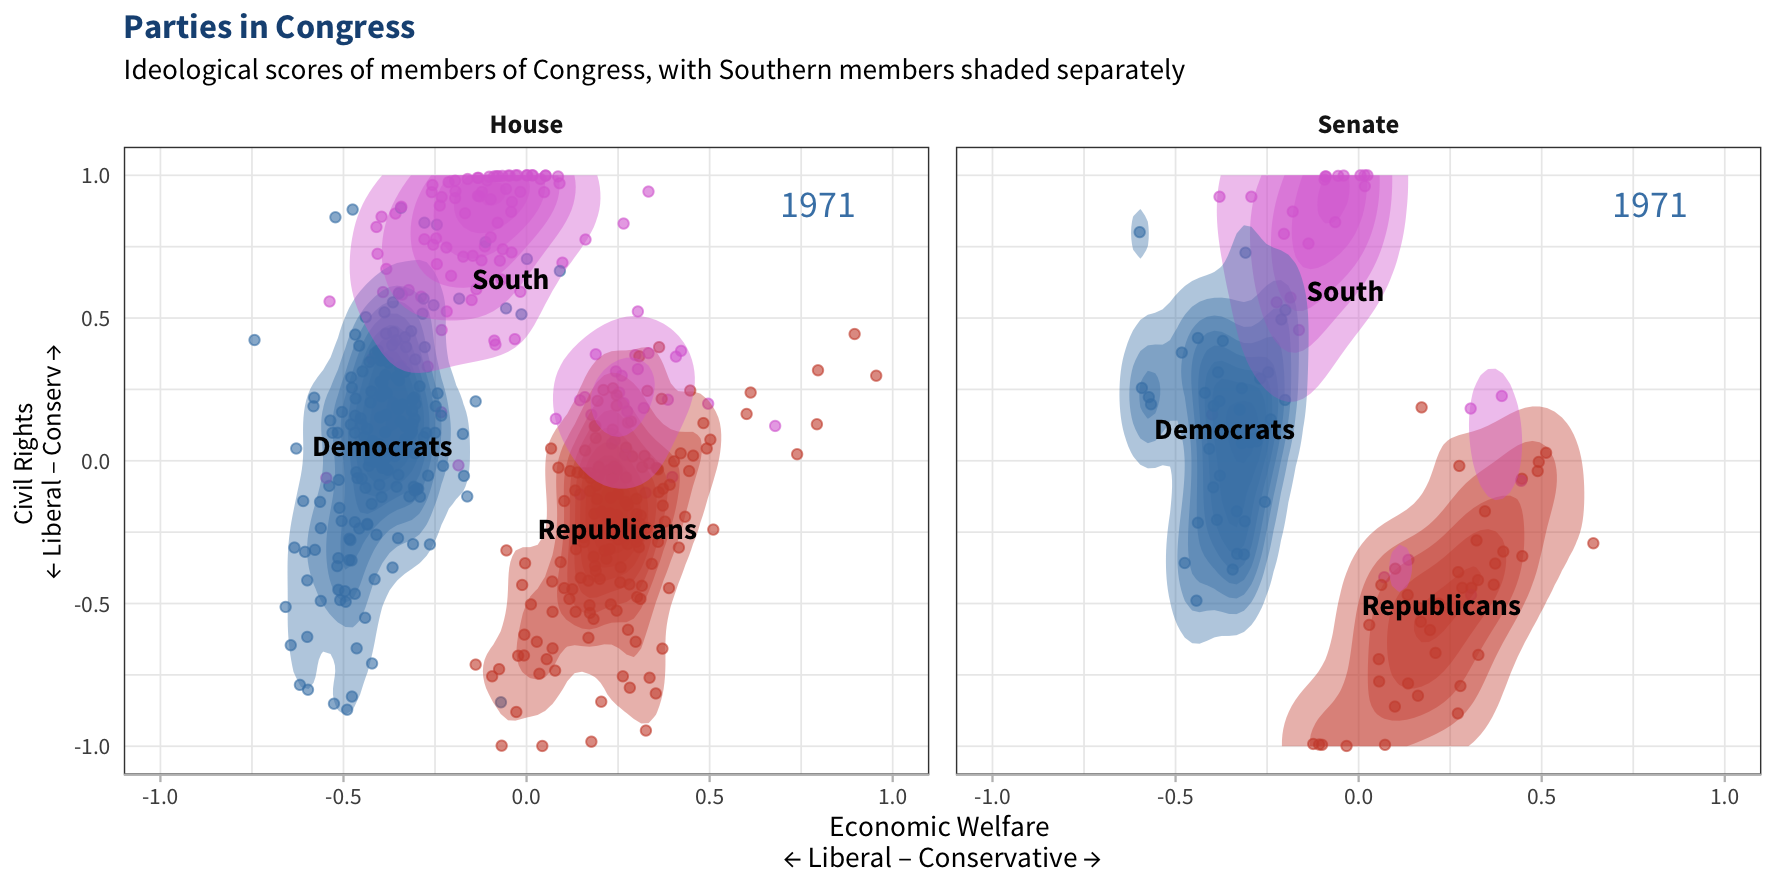 Parties in Congress
Ideological scores of members of Congress, with Southern members shaded separately
House
Senate
1971
1971
South
South
Democrats
Democrats
Republicans
Republicans
1.0
0.5
0.0
-0.5
-1.0
Civil Rights
← Liberal – Conserv →
-1.0 -0.5 0.0 0.5 1.0
-1.0 -0.5 0.0 0.5 1.0
Economic Welfare
← Liberal – Conservative →